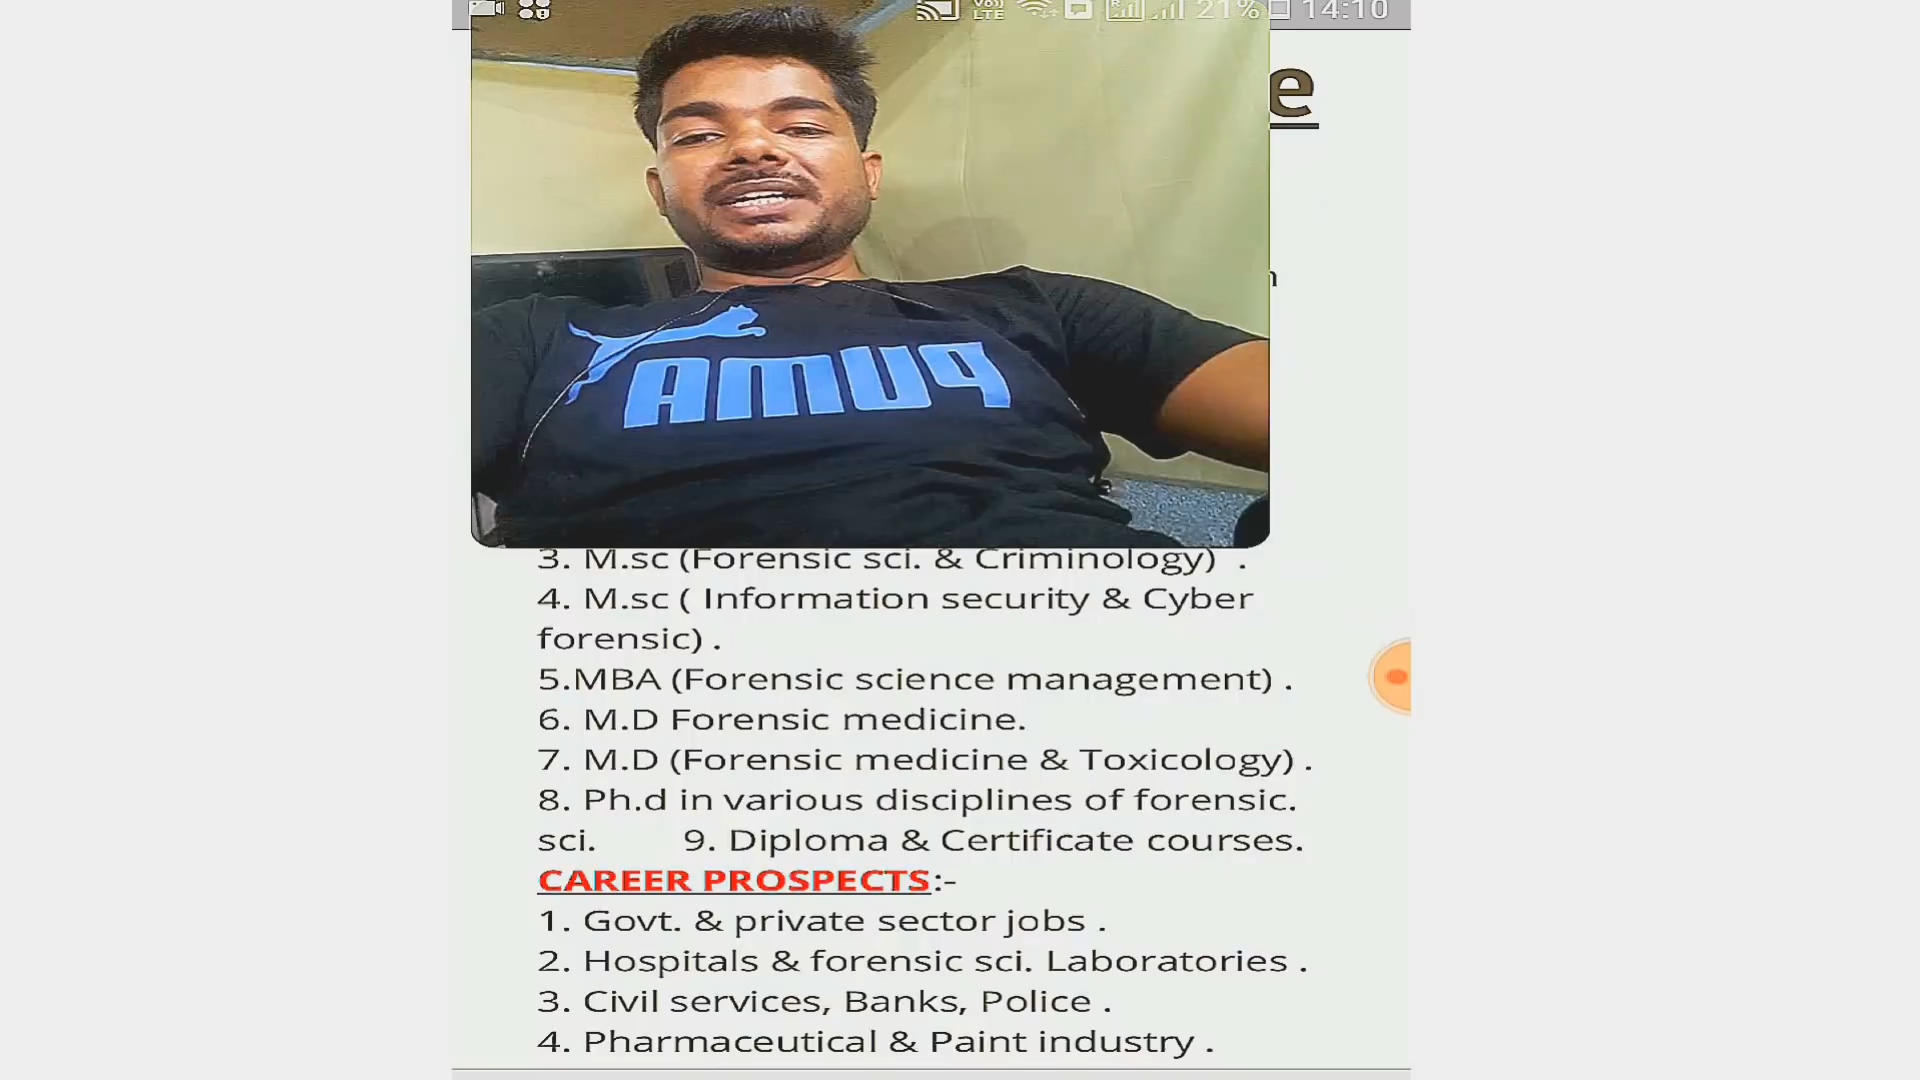 VoLTE R 21% 14:10
e
n
AMUq
3. M.sc (Forensic sci. & Criminology) .
4. M.sc ( Information security & Cyber
forensic) .
5.MBA (Forensic science management) .
6. M.D Forensic medicine.
7. M.D (Forensic medicine & Toxicology) .
8. Ph.d in various disciplines of forensic.
sci. 9. Diploma & Certificate courses.
CAREER PROSPECTS:-
1. Govt. & private sector jobs .
2. Hospitals & forensic sci. Laboratories .
3. Civil services, Banks, Police .
4. Pharmaceutical & Paint industry .